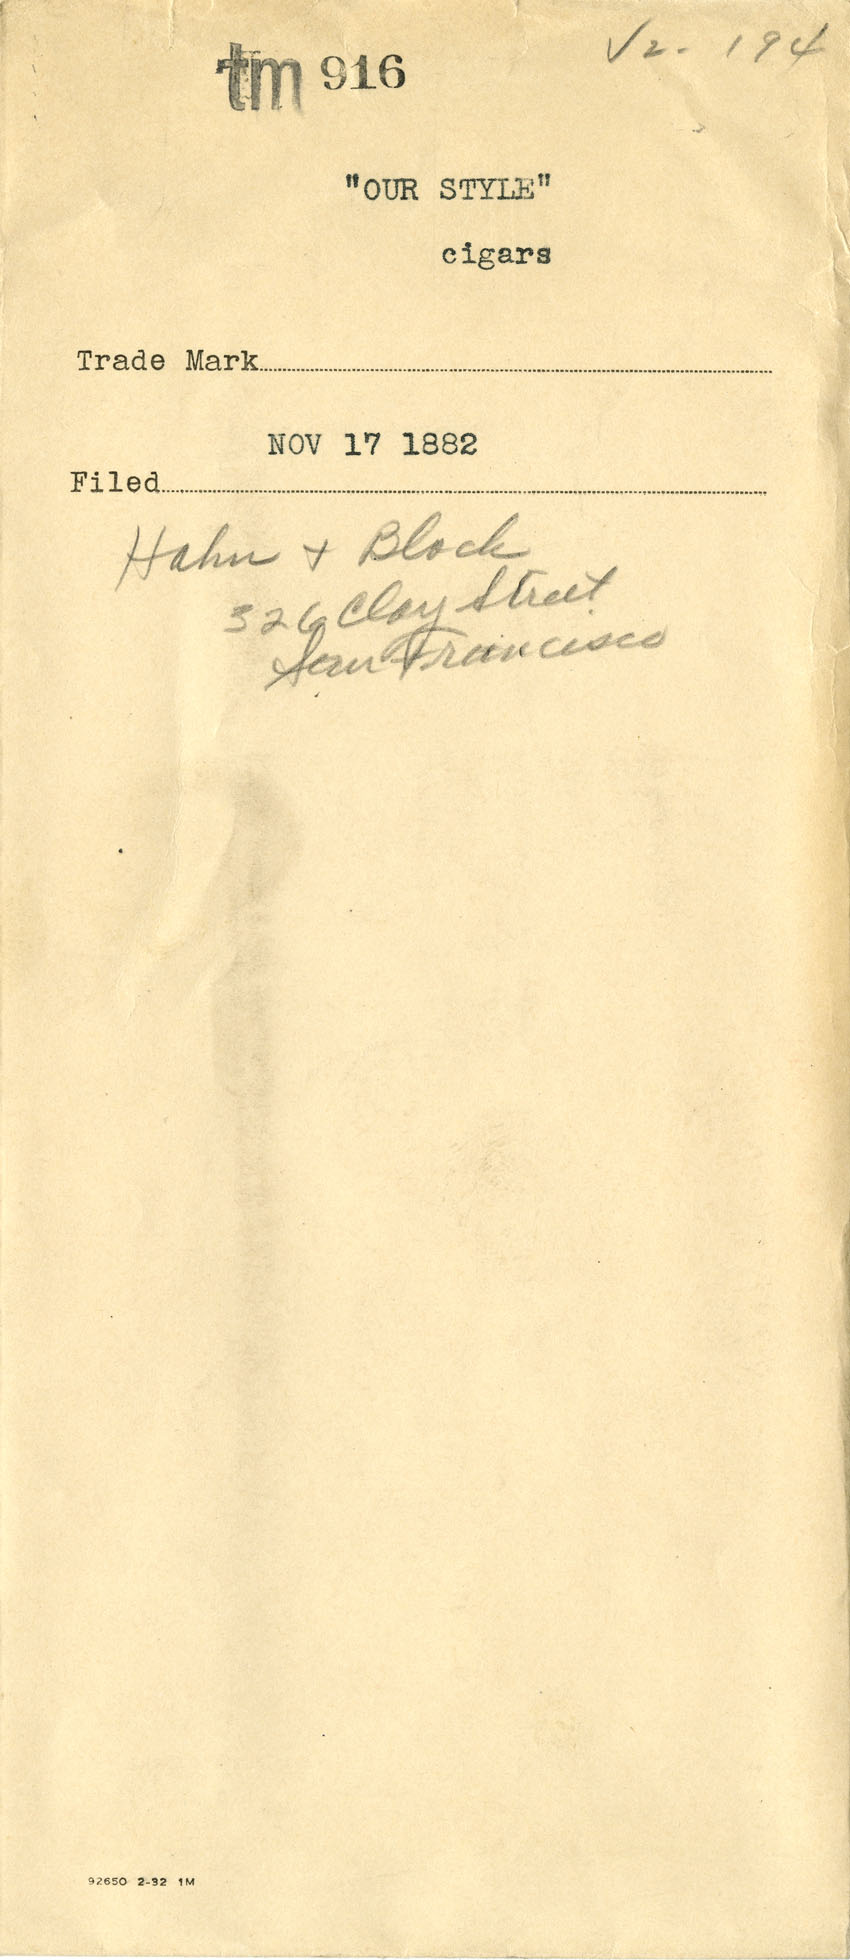 V2. 194
tm 916
"OUR STYLE"
cigars
Trade Mark
NOV 17 1882
Filed
Hahn + Block
326 Clay Street
San Francisco
92650 2-32 1M